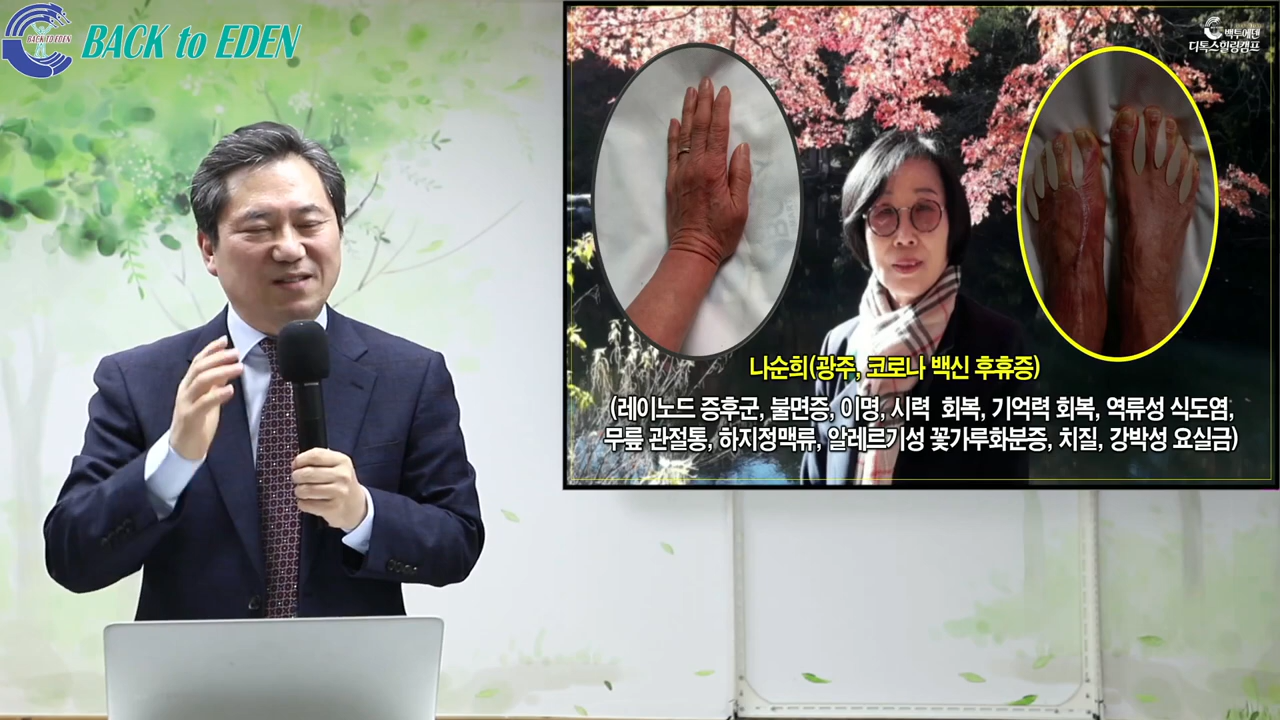 BACK TO EDEN
BACK to EDEN
백투에덴
디톡스힐링캠프
나순희(광주, 코로나 백신 후휴증)
(레이노드 증후군, 불면증, 이명, 시력 회복, 기억력 회복, 역류성 식도염,
무릎 관절통, 하지정맥류, 알레르기성 꽃가루화분증, 치질, 강박성 요실금)